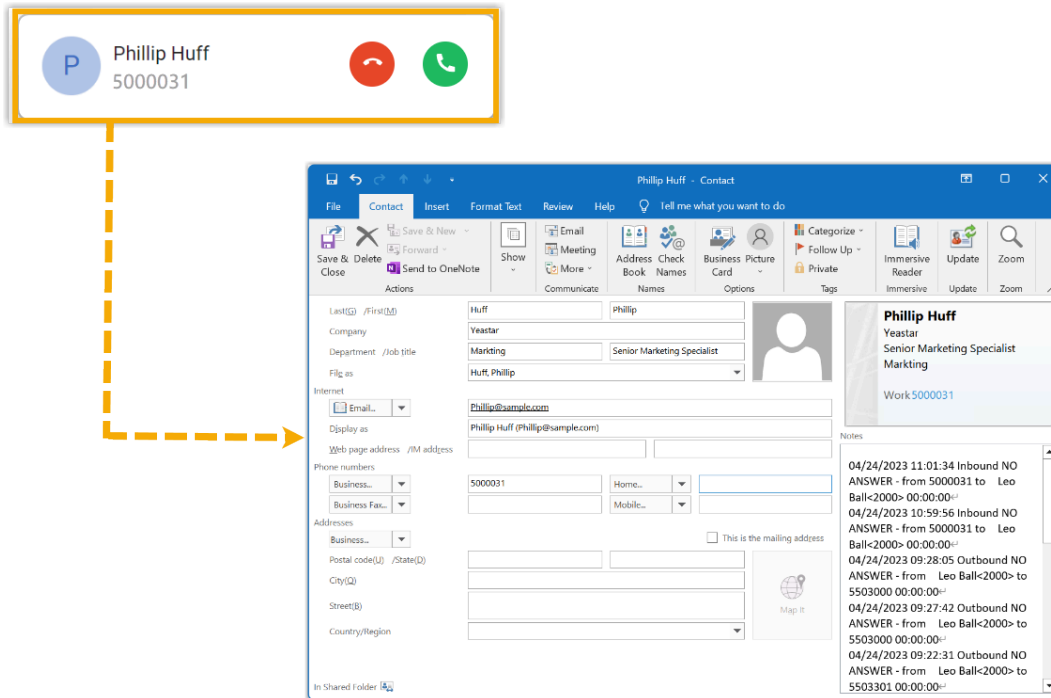 P
Phillip Huff
5000031
Phillip Huff - Contact
File Contact Insert Format Text Review Help Tell me what you want to do
Save & Close
Delete
Save & New
Forward
Send to OneNote
Actions
Show
Email
Meeting
More
Communicate
Address Book
Check Names
Names
Business Card
Picture
Options
Categorize
Follow Up
Private
Tags
Immersive Reader
Immersive
Update
Update
Zoom
Zoom
Last(G) /First(M) Huff Phillip
Company Yeastar
Department /Job title Markting Senior Marketing Specialist
File as Huff, Phillip
Internet
Email... Phillip@sample.com
Display as Phillip Huff (Phillip@sample.com)
Web page address /IM address
Phone numbers
Business... 5000031 Home...
Business Fax... Mobile...
Addresses
Business... This is the mailing address
Postal code(U) /State(D)
City(Q)
Street(B)
Map It
Country/Region
In Shared Folder
Phillip Huff
Yeastar
Senior Marketing Specialist
Markting
Work 5000031
Notes
04/24/2023 11:01:34 Inbound NO
ANSWER - from 5000031 to Leo
Ball<2000> 00:00:00↵
04/24/2023 10:59:56 Inbound NO
ANSWER - from 5000031 to Leo
Ball<2000> 00:00:00↵
04/24/2023 09:28:05 Outbound NO
ANSWER - from Leo Ball<2000> to
5503000 00:00:00↵
04/24/2023 09:27:42 Outbound NO
ANSWER - from Leo Ball<2000> to
5503000 00:00:00↵
04/24/2023 09:22:31 Outbound NO
ANSWER - from Leo Ball<2000> to
5503301 00:00:00↵